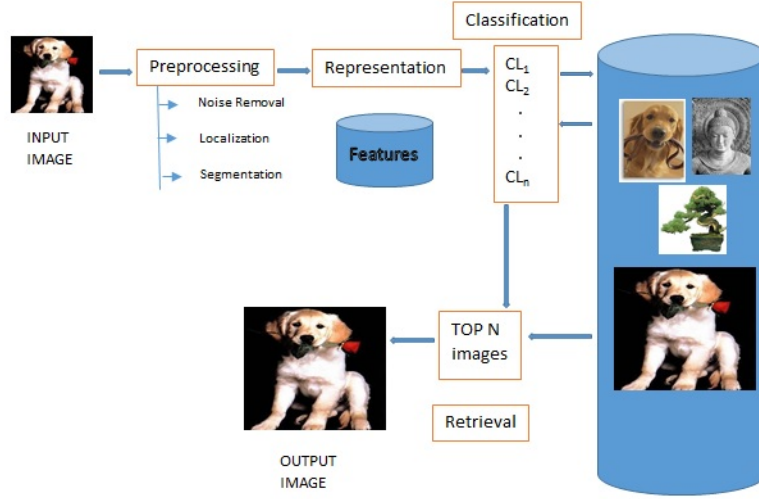 Classification
Preprocessing
Representation
CL₁
CL₂
.
.
.
CLₙ
INPUT
IMAGE
Noise Removal
Localization
Segmentation
Features
TOP N
images
Retrieval
OUTPUT
IMAGE